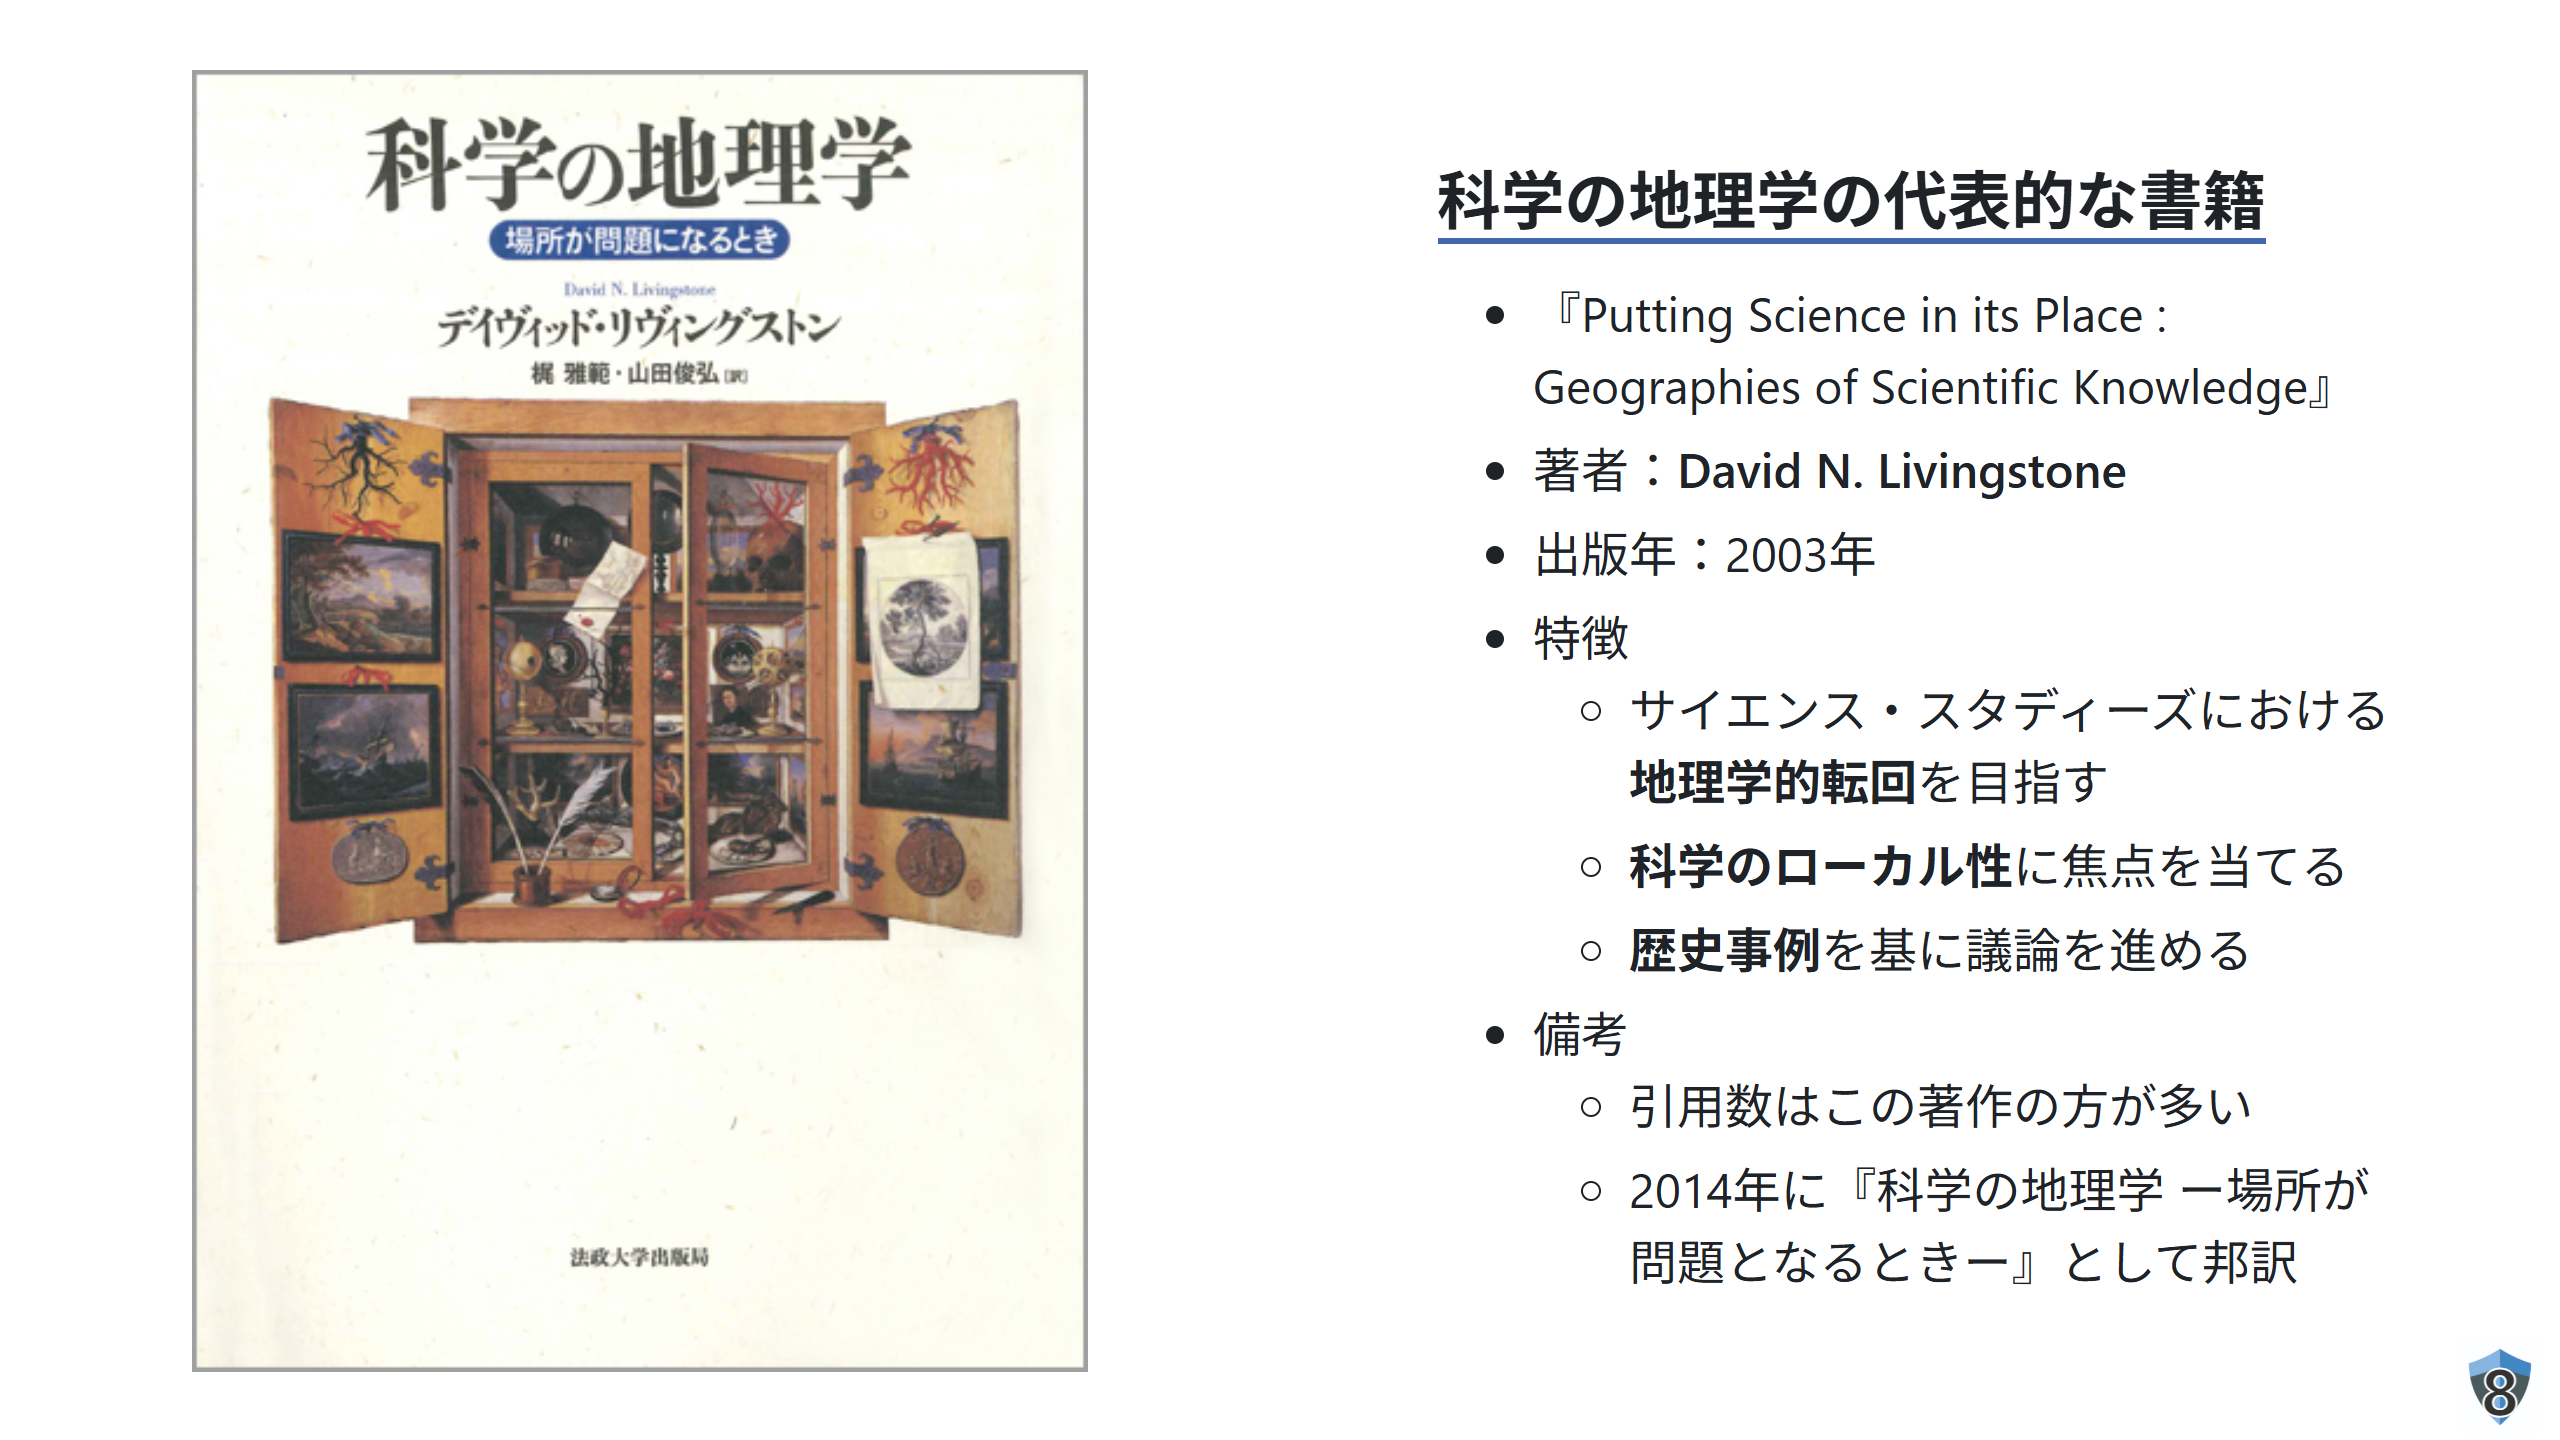 科学の地理学
場所が問題になるとき
David N. Livingstone
デイヴィッド・リヴィングストン
梶 雅範・山田俊弘 [訳]
法政大学出版局
科学の地理学の代表的な書籍
『Putting Science in its Place :
Geographies of Scientific Knowledge』
著者：David N. Livingstone
出版年：2003年
特徴
サイエンス・スタディーズにおける
地理学的転回を目指す
科学のローカル性に焦点を当てる
歴史事例を基に議論を進める
備考
引用数はこの著作の方が多い
2014年に『科学の地理学 ー場所が
問題となるときー』として邦訳
8